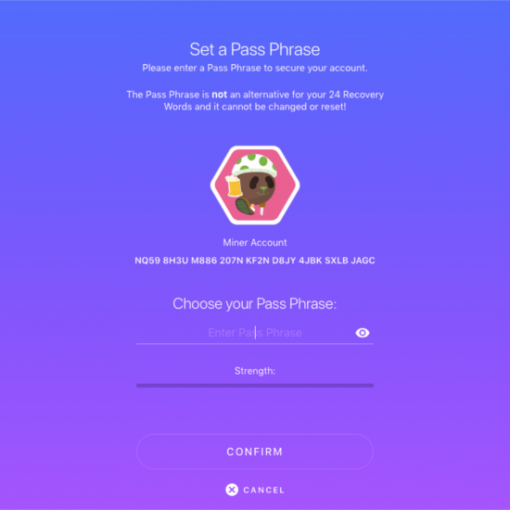 Set a Pass Phrase
Please enter a Pass Phrase to secure your account.
The Pass Phrase is not an alternative for your 24 Recovery
Words and it cannot be changed or reset!
Miner Account
NQ59 8H3U M886 207N KF2N D8JY 4JBK SXLB JAGC
Choose your Pass Phrase:
Enter Pass Phrase
Strength:
CONFIRM
CANCEL